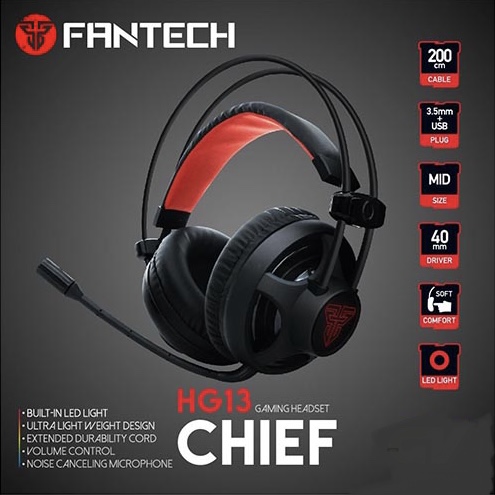 FANTECH
200
cm
CABLE
3.5mm
+
USB
PLUG
MID
SIZE
40
mm
DRIVER
SOFT
COMFORT
LED LIGHT
HG13 GAMING HEADSET
CHIEF
• BUILT-IN LED LIGHT
• ULTRA LIGHT WEIGHT DESIGN
• EXTENDED DURABILITY CORD
• VOLUME CONTROL
• NOISE CANCELING MICROPHONE